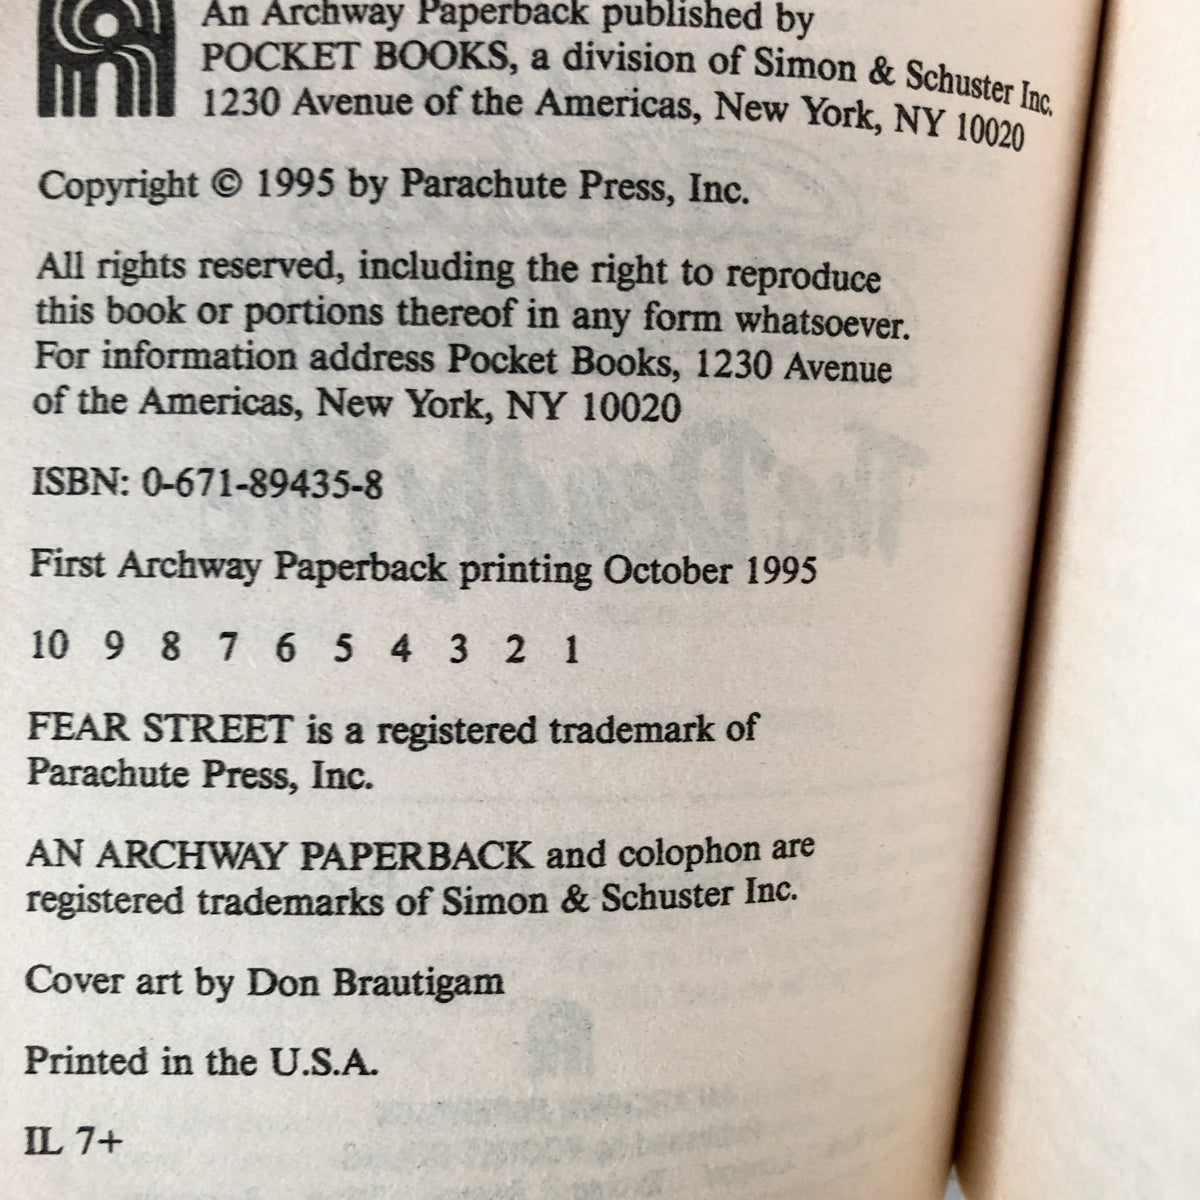 An Archway Paperback published by
POCKET BOOKS, a division of Simon & Schuster Inc.
1230 Avenue of the Americas, New York, NY 10020
Copyright © 1995 by Parachute Press, Inc.
All rights reserved, including the right to reproduce
this book or portions thereof in any form whatsoever.
For information address Pocket Books, 1230 Avenue
of the Americas, New York, NY 10020
ISBN: 0-671-89435-8
First Archway Paperback printing October 1995
10 9 8 7 6 5 4 3 2 1
FEAR STREET is a registered trademark of
Parachute Press, Inc.
AN ARCHWAY PAPERBACK and colophon are
registered trademarks of Simon & Schuster Inc.
Cover art by Don Brautigam
Printed in the U.S.A.
IL 7+